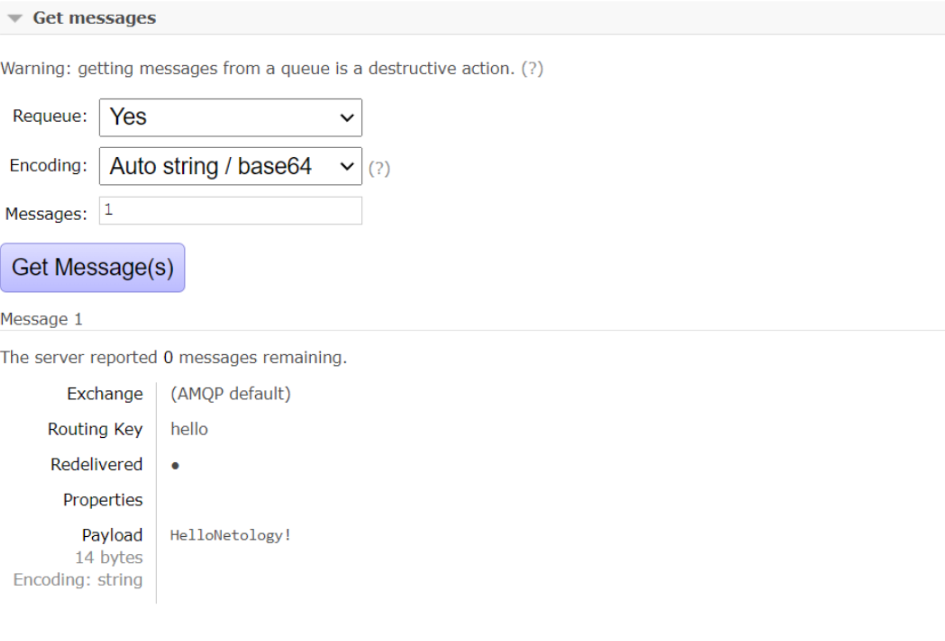 Get messages
Warning: getting messages from a queue is a destructive action. (?)
Requeue: Yes
Encoding: Auto string / base64 (?)
Messages: 1
Get Message(s)
Message 1
The server reported 0 messages remaining.
Exchange (AMQP default)
Routing Key hello
Redelivered ●
Properties
Payload HelloNetology!
14 bytes
Encoding: string